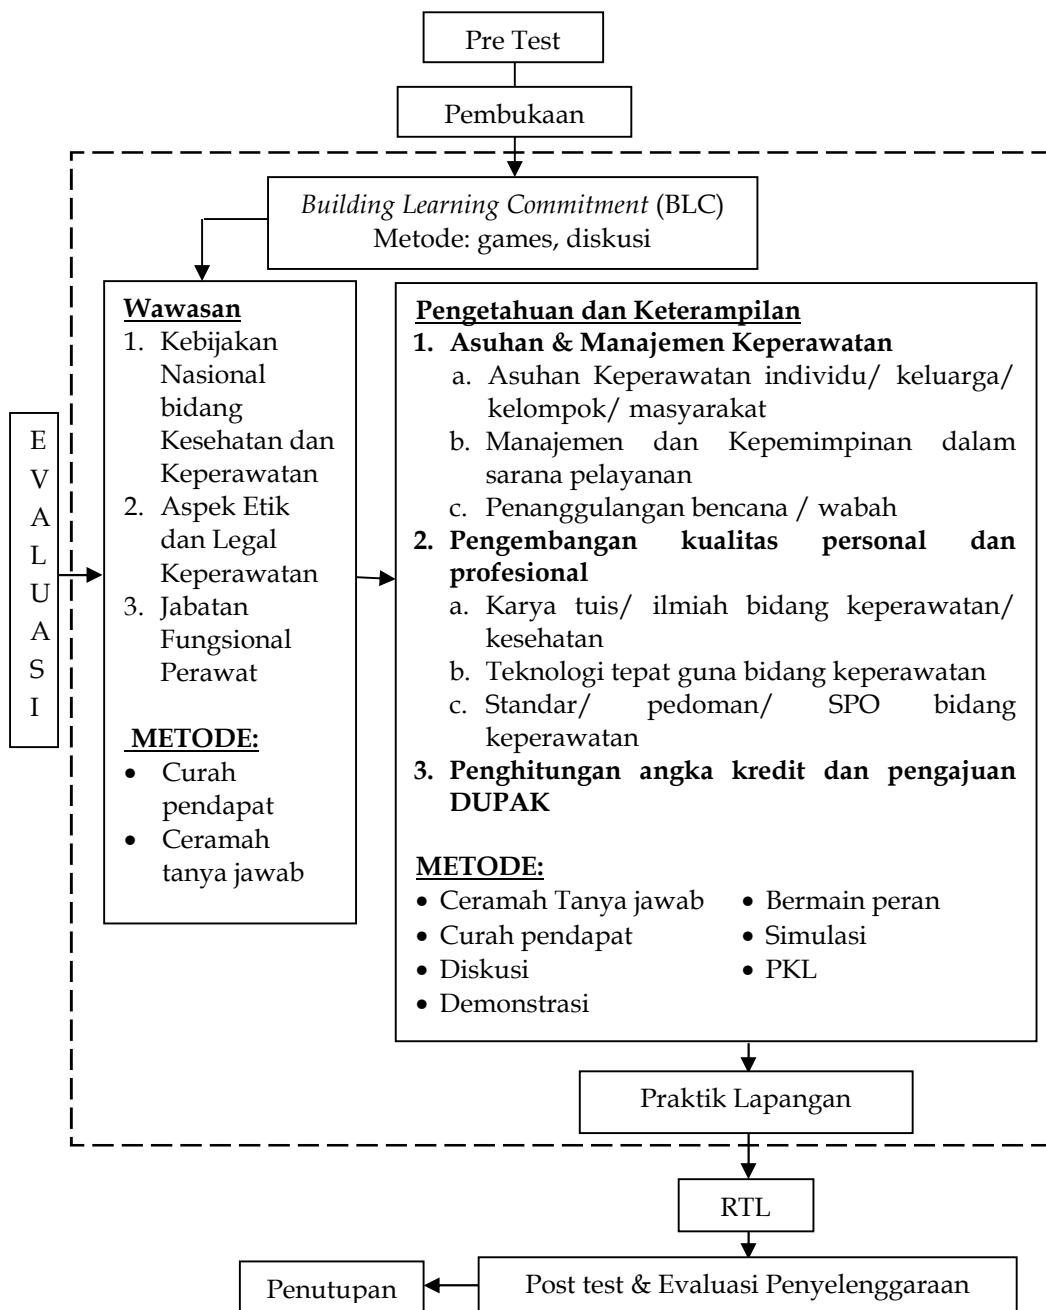 Pre Test
Pembukaan
Building Learning Commitment (BLC)
Metode: games, diskusi
E
V
A
L
U
A
S
I
Wawasan
1. Kebijakan
Nasional
bidang
Kesehatan dan
Keperawatan
2. Aspek Etik
dan Legal
Keperawatan
3. Jabatan
Fungsional
Perawat
METODE:
• Curah
pendapat
• Ceramah
tanya jawab
Pengetahuan dan Keterampilan
1. Asuhan & Manajemen Keperawatan
a. Asuhan Keperawatan individu/ keluarga/
kelompok/ masyarakat
b. Manajemen dan Kepemimpinan dalam
sarana pelayanan
c. Penanggulangan bencana / wabah
2. Pengembangan kualitas personal dan
profesional
a. Karya tuis/ ilmiah bidang keperawatan/
kesehatan
b. Teknologi tepat guna bidang keperawatan
c. Standar/ pedoman/ SPO bidang
keperawatan
3. Penghitungan angka kredit dan pengajuan
DUPAK
METODE:
• Ceramah Tanya jawab
• Curah pendapat
• Diskusi
• Demonstrasi
• Bermain peran
• Simulasi
• PKL
Praktik Lapangan
RTL
Post test & Evaluasi Penyelenggaraan
Penutupan